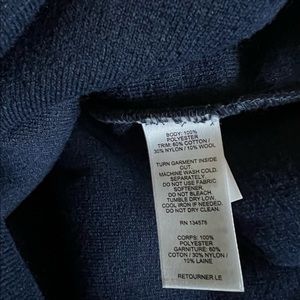 BODY: 100%
POLYESTER
TRIM: 60% COTTON /
30% NYLON / 10% WOOL
TURN GARMENT INSIDE
OUT.
MACHINE WASH COLD.
SEPARATELY.
DO NOT USE FABRIC
SOFTENER.
DO NOT BLEACH.
TUMBLE DRY LOW.
COOL IRON IF NEEDED.
DO NOT DRY CLEAN.
RN 134576
CORPS: 100%
POLYESTER
GARNITURE: 60%
COTON / 30% NYLON /
10% LAINE
RETOURNER LE